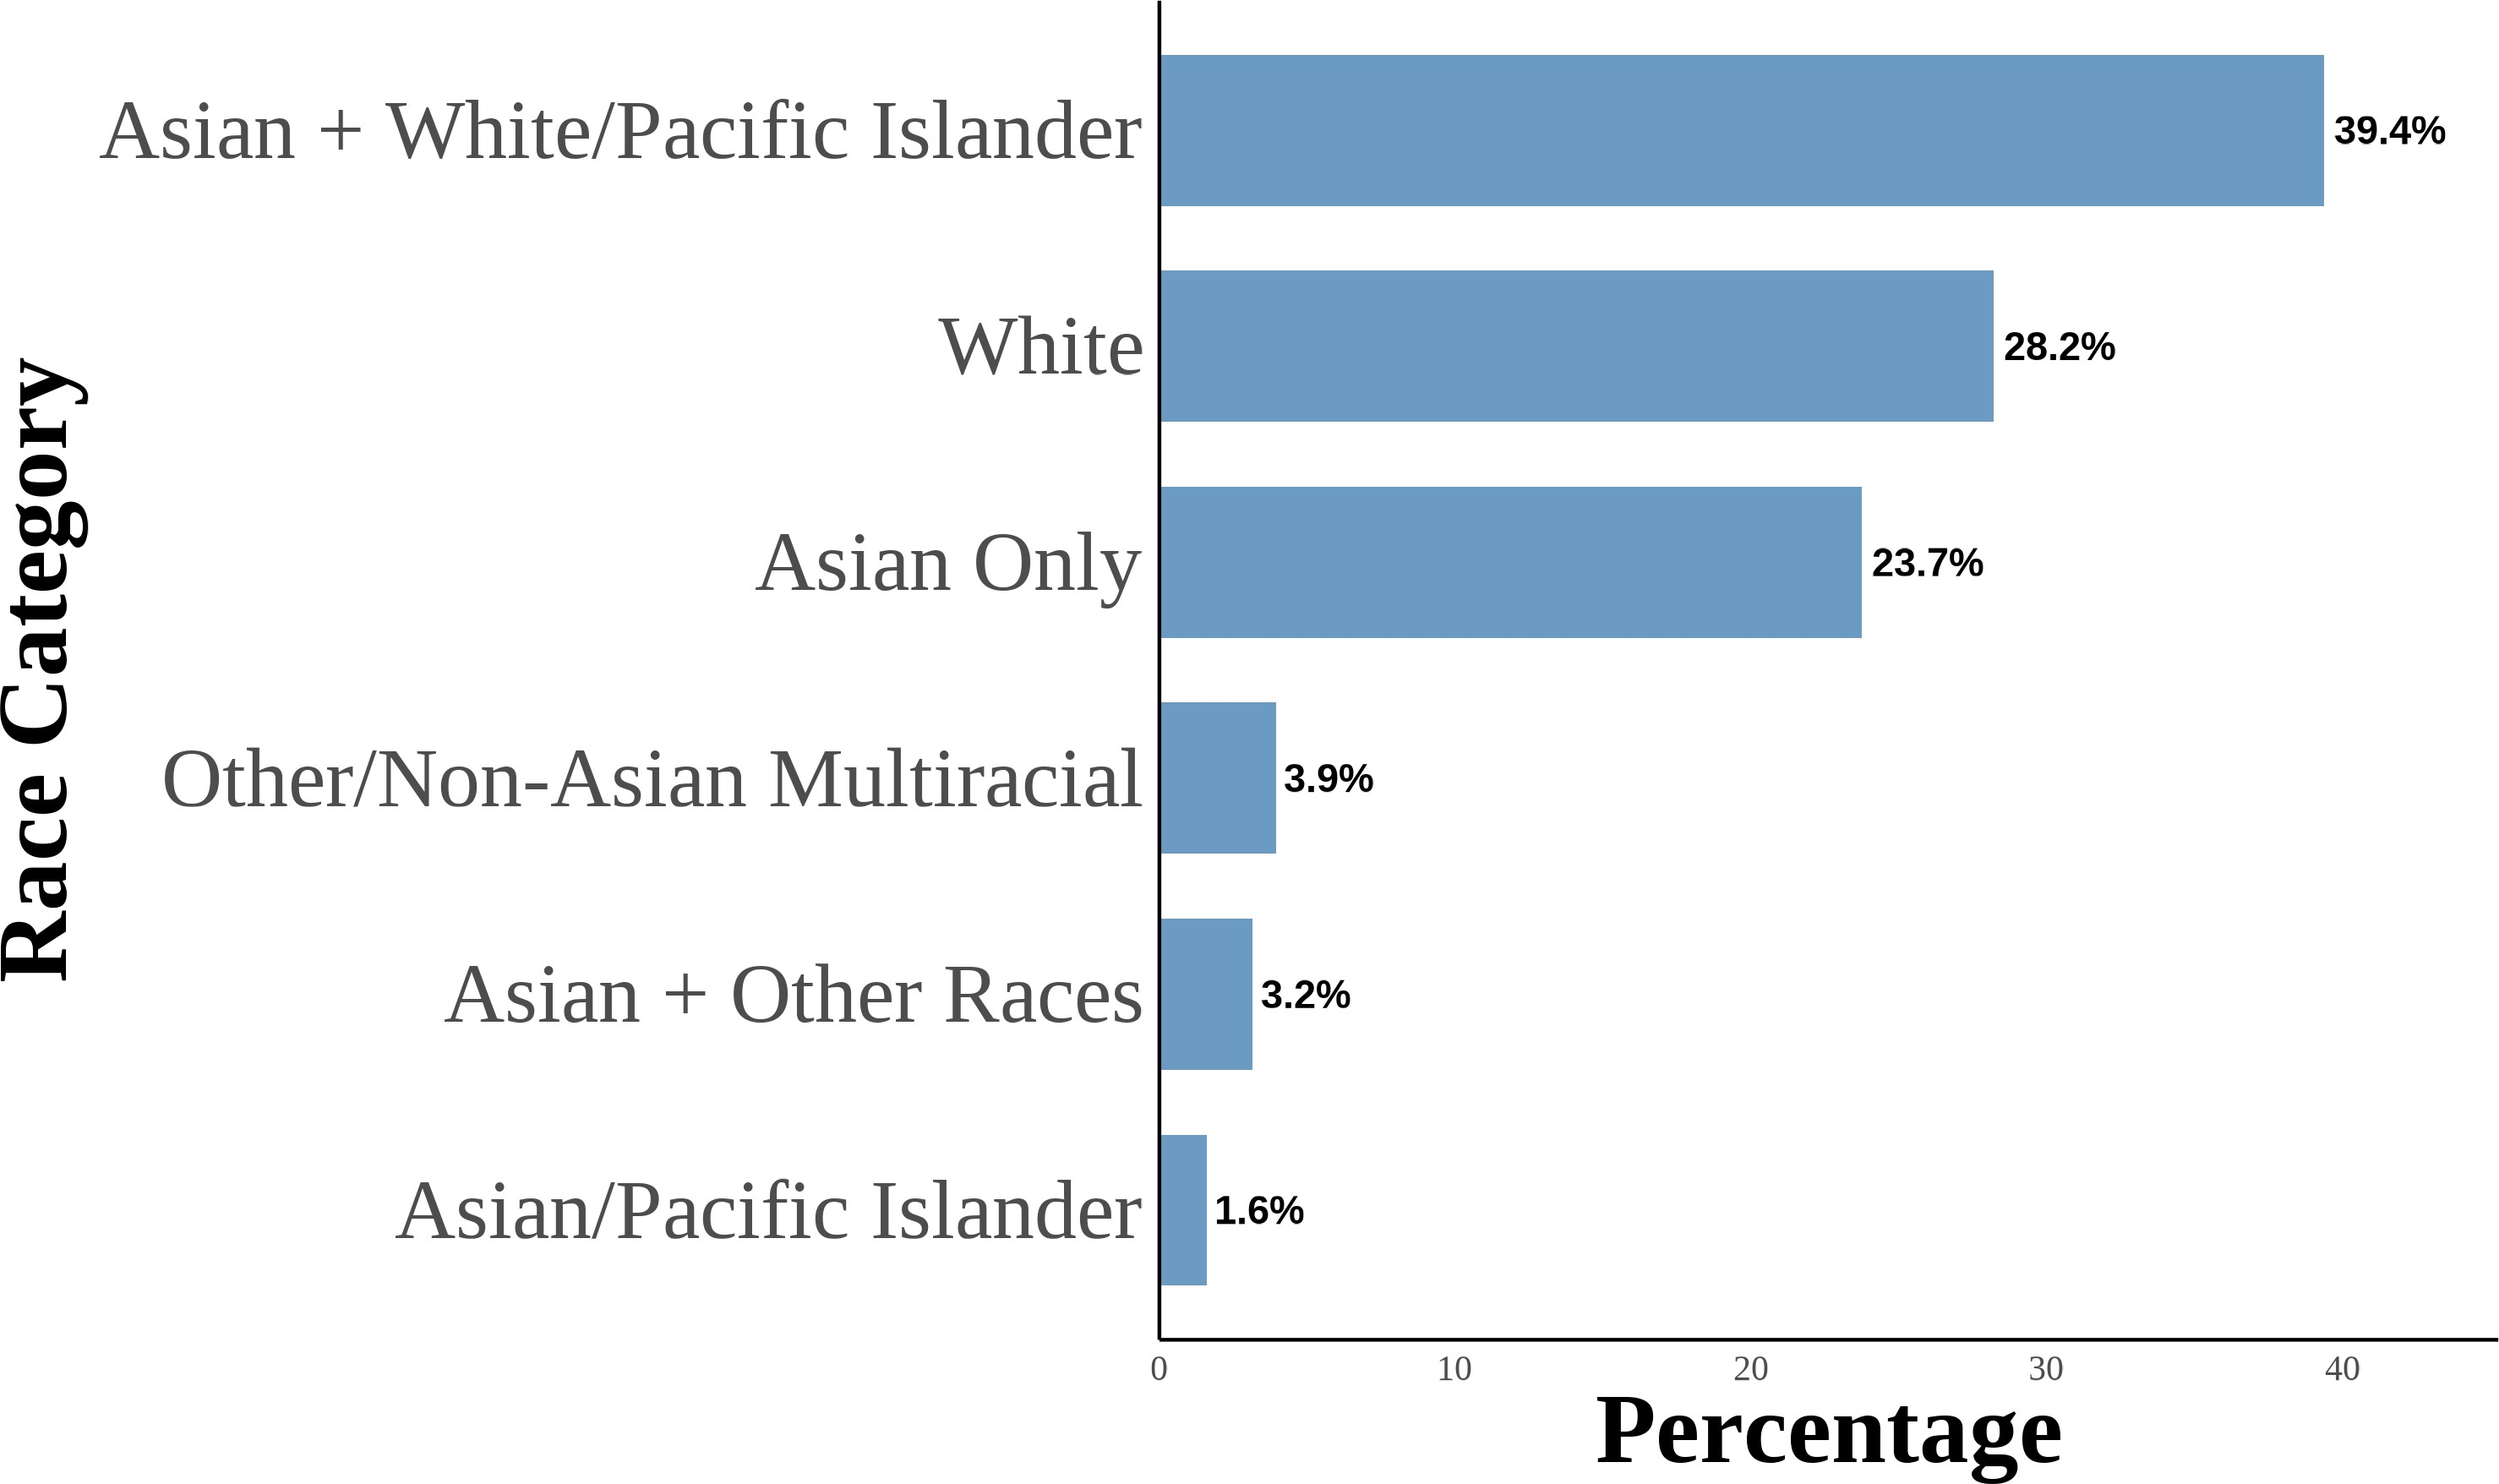 Asian + White/Pacific Islander
39.4%
White
28.2%
Asian Only
23.7%
Other/Non-Asian Multiracial
3.9%
Asian + Other Races
3.2%
Asian/Pacific Islander
1.6%
Race Category
0 10 20 30 40
Percentage